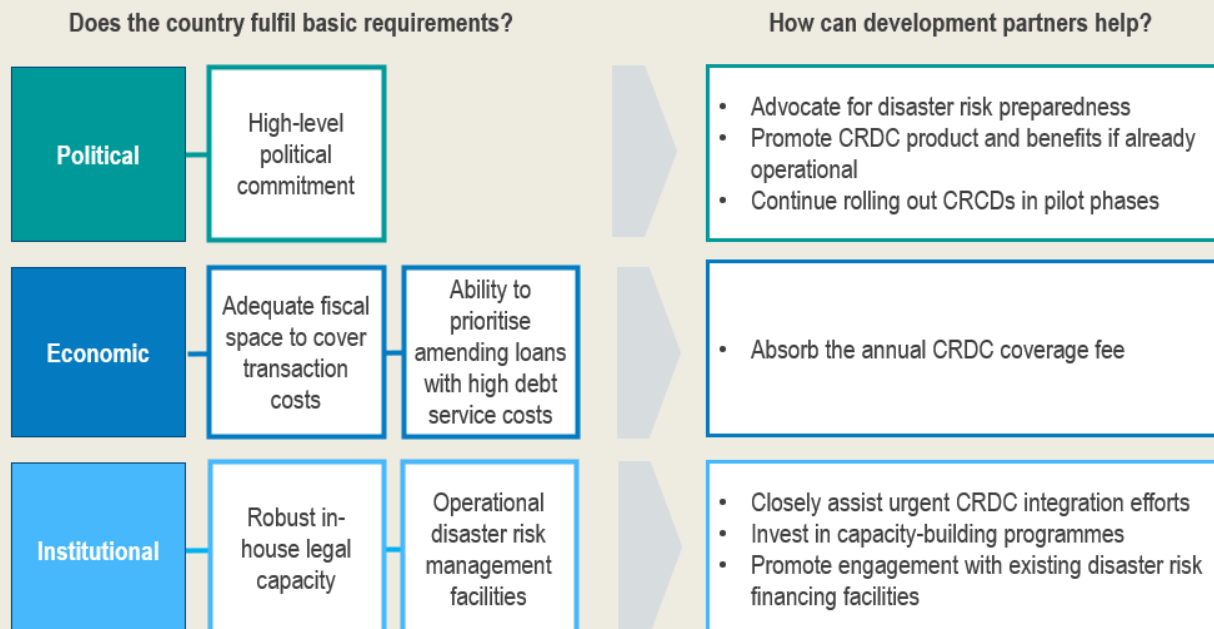 Does the country fulfil basic requirements?
How can development partners help?
Political
High-level
political
commitment
• Advocate for disaster risk preparedness
• Promote CRDC product and benefits if already
operational
• Continue rolling out CRCDs in pilot phases
Economic
Adequate fiscal
space to cover
transaction
costs
Ability to
prioritise
amending loans
with high debt
service costs
• Absorb the annual CRDC coverage fee
Institutional
Robust in-
house legal
capacity
Operational
disaster risk
management
facilities
• Closely assist urgent CRDC integration efforts
• Invest in capacity-building programmes
• Promote engagement with existing disaster risk
financing facilities